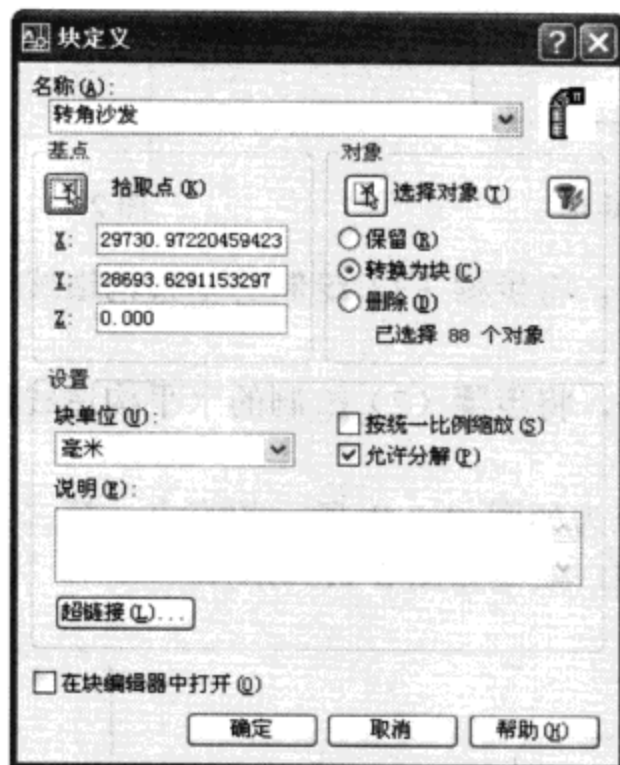 块定义
名称(A):
转角沙发
基点
拾取点(K)
X: 29730.97220459423
Y: 28693.6291153297
Z: 0.000
对象
选择对象(T)
保留(R)
转换为块(C)
删除(D)
已选择 88 个对象
设置
块单位(U):
毫米
按统一比例缩放(S)
允许分解(P)
说明(E):
超链接(L)...
在块编辑器中打开(O)
确定
取消
帮助(H)